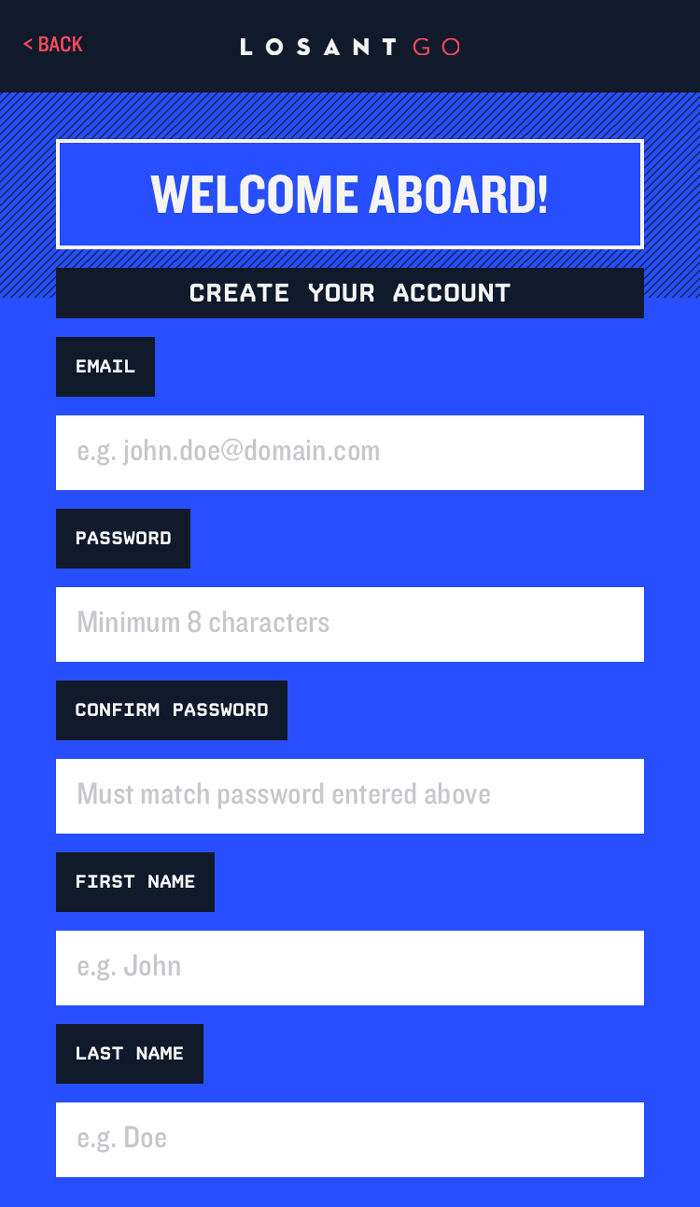 < BACK
LOSANT GO
WELCOME ABOARD!
CREATE YOUR ACCOUNT
EMAIL
e.g. john.doe@domain.com
PASSWORD
Minimum 8 characters
CONFIRM PASSWORD
Must match password entered above
FIRST NAME
e.g. John
LAST NAME
e.g. Doe